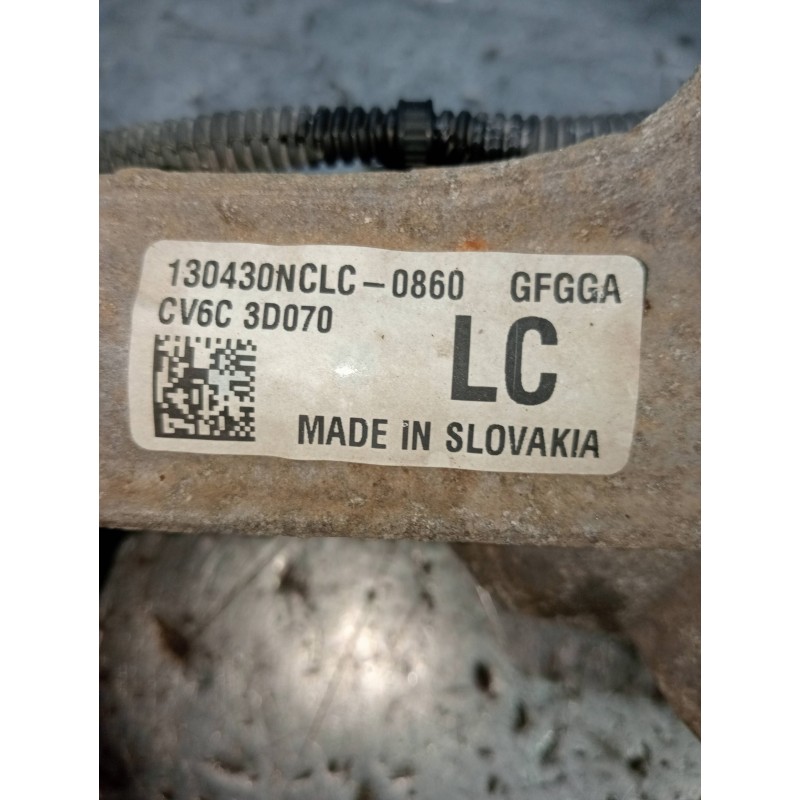 130430NCLC-0860 GFGGA
CV6C 3D070
LC
MADE IN SLOVAKIA